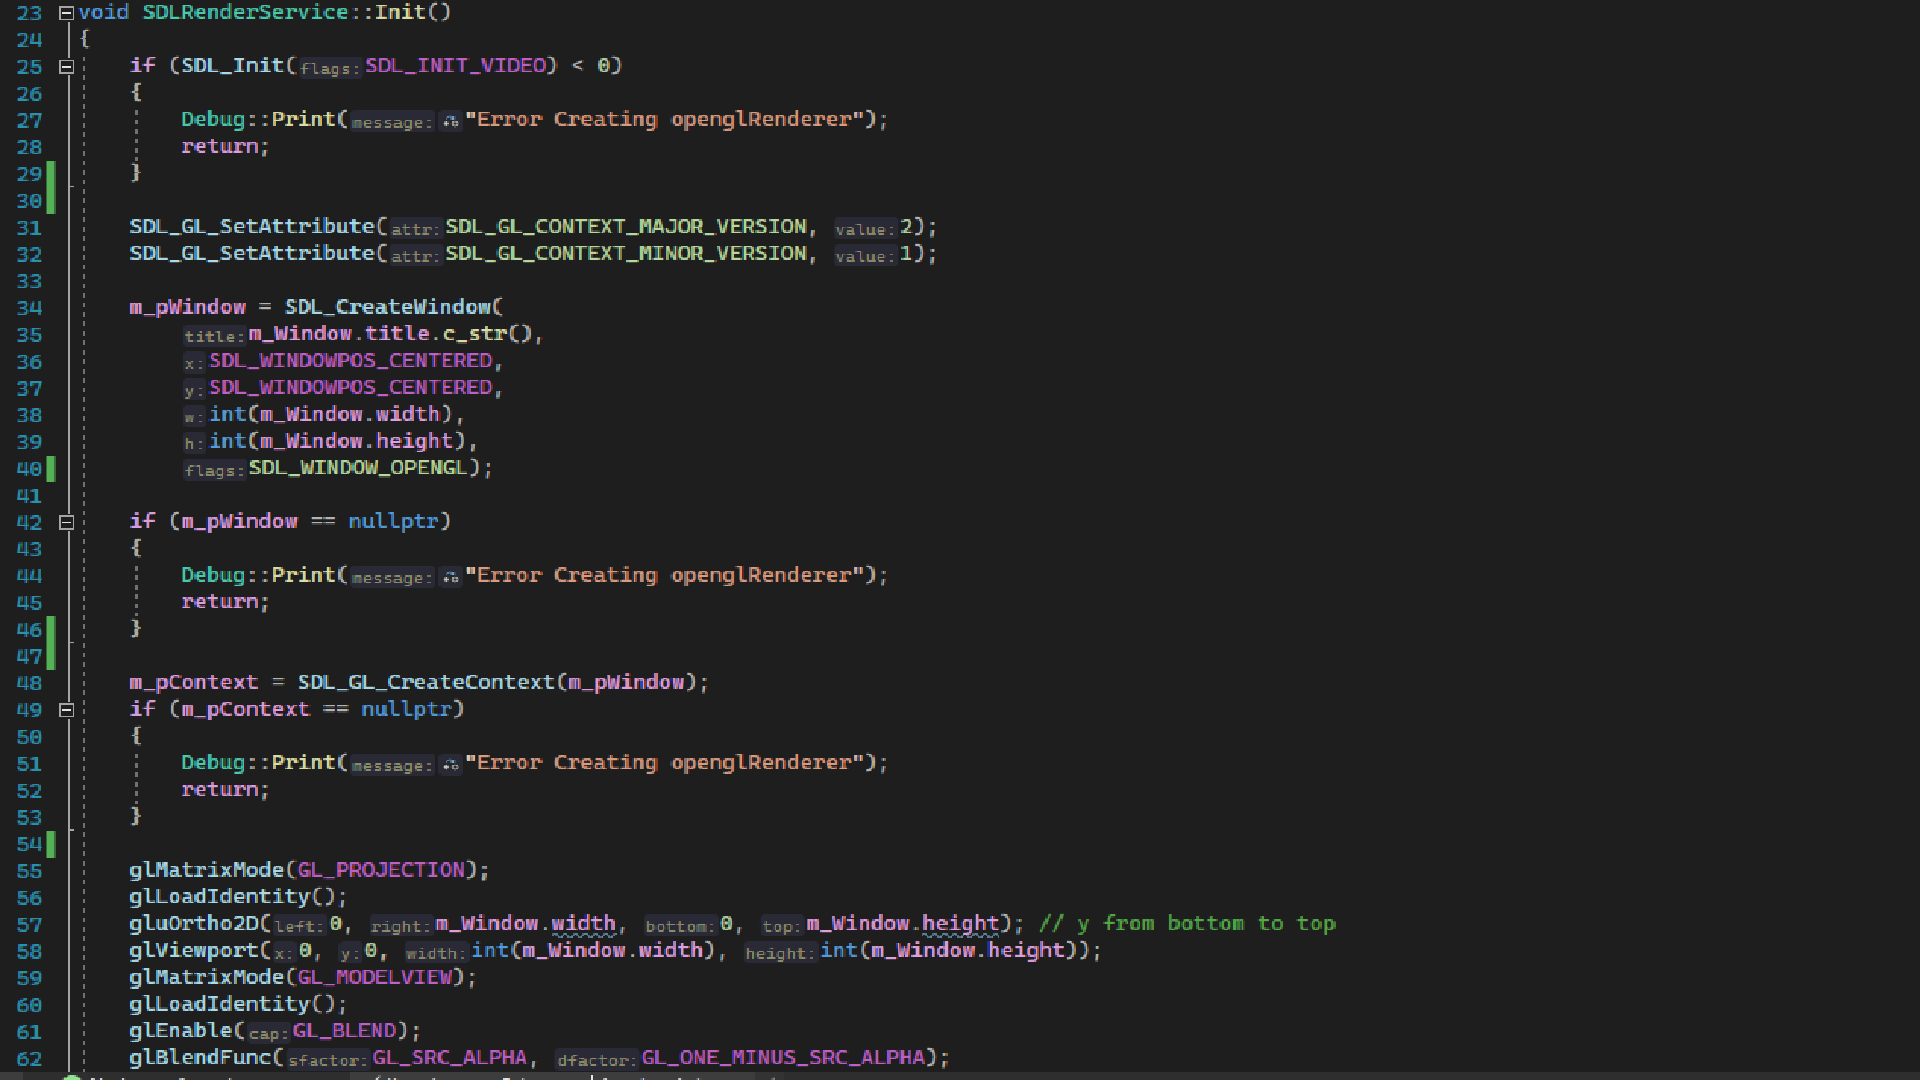 23 void SDLRenderService::Init()
24 {
25 if (SDL_Init(flags: SDL_INIT_VIDEO) < 0)
26 {
27 Debug::Print(message: "Error Creating openglRenderer");
28 return;
29 }
30
31 SDL_GL_SetAttribute(attr: SDL_GL_CONTEXT_MAJOR_VERSION, value: 2);
32 SDL_GL_SetAttribute(attr: SDL_GL_CONTEXT_MINOR_VERSION, value: 1);
33
34 m_pWindow = SDL_CreateWindow(
35 title: m_Window.title.c_str(),
36 x: SDL_WINDOWPOS_CENTERED,
37 y: SDL_WINDOWPOS_CENTERED,
38 w: int(m_Window.width),
39 h: int(m_Window.height),
40 flags: SDL_WINDOW_OPENGL);
41
42 if (m_pWindow == nullptr)
43 {
44 Debug::Print(message: "Error Creating openglRenderer");
45 return;
46 }
47
48 m_pContext = SDL_GL_CreateContext(m_pWindow);
49 if (m_pContext == nullptr)
50 {
51 Debug::Print(message: "Error Creating openglRenderer");
52 return;
53 }
54
55 glMatrixMode(GL_PROJECTION);
56 glLoadIdentity();
57 gluOrtho2D(left: 0, right: m_Window.width, bottom: 0, top: m_Window.height); // y from bottom to top
58 glViewport(x: 0, y: 0, width: int(m_Window.width), height: int(m_Window.height));
59 glMatrixMode(GL_MODELVIEW);
60 glLoadIdentity();
61 glEnable(cap: GL_BLEND);
62 glBlendFunc(sfactor: GL_SRC_ALPHA, dfactor: GL_ONE_MINUS_SRC_ALPHA);